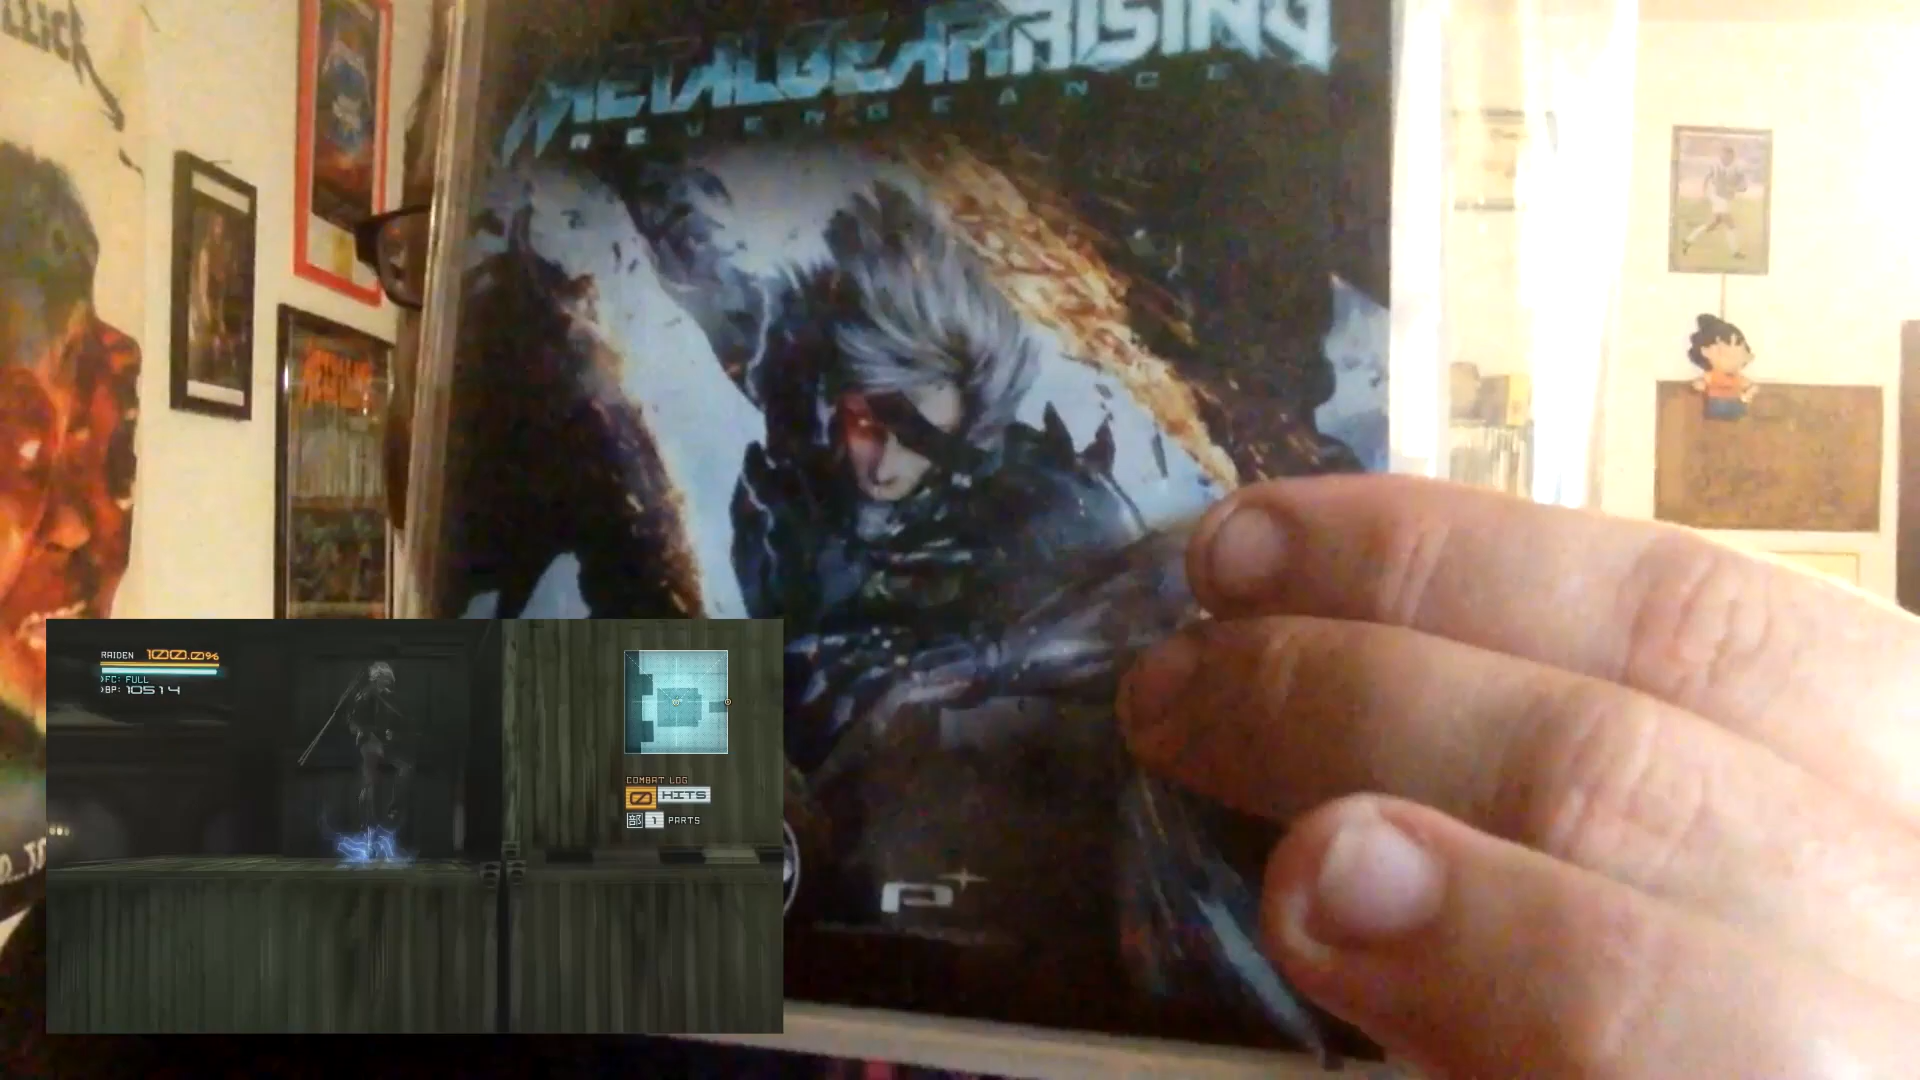 METAL GEAR RISING
REVENGEANCE
RAIDEN 100.0%
FC: FULL
BP: 10514
COMBAT LOG
0 HITS
部 1 PARTS
P